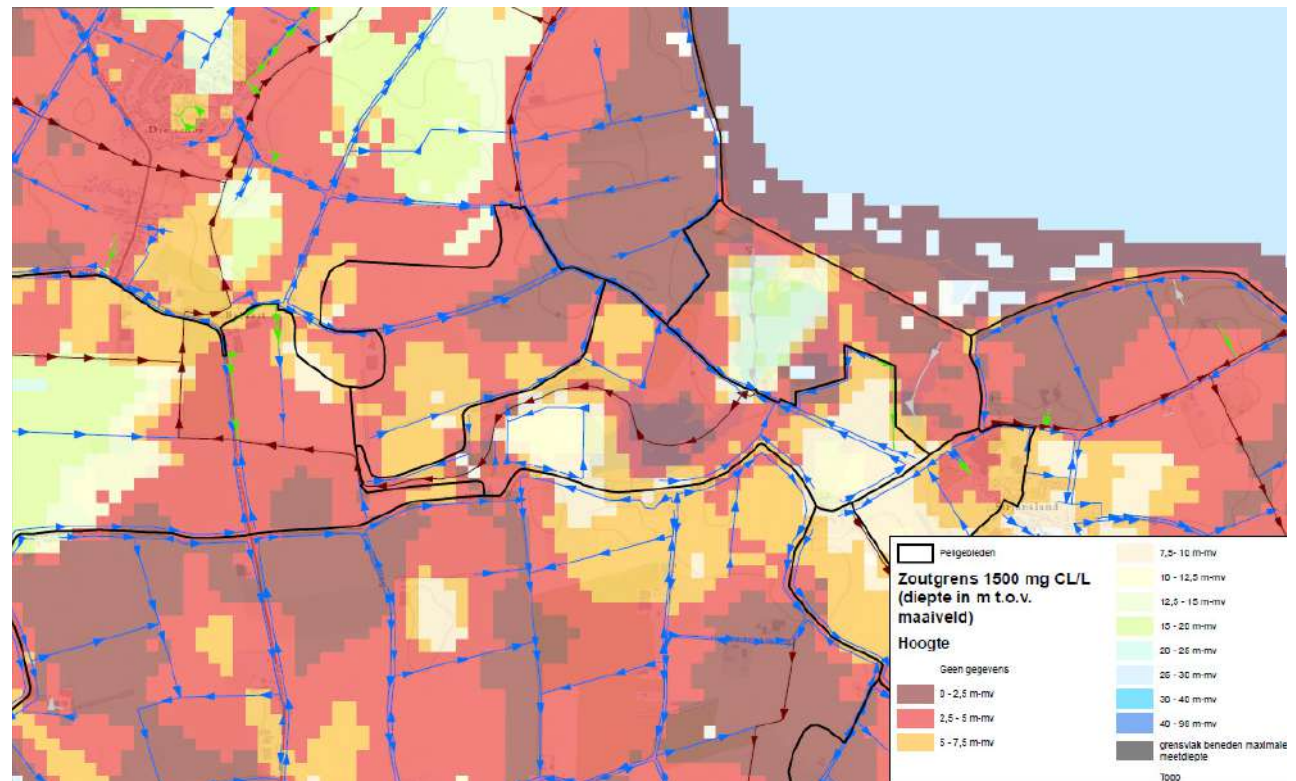 Peilgebieden
Zoutgrens 1500 mg CL/L
(diepte in m t.o.v.
maaiveld)
Hoogte
Geen gegevens
0 - 2,5 m-mv
2,5 - 5 m-mv
5 - 7,5 m-mv
7,5 - 10 m-mv
10 - 12,5 m-mv
12,5 - 15 m-mv
15 - 20 m-mv
20 - 25 m-mv
25 - 30 m-mv
30 - 40 m-mv
40 - 90 m-mv
grensvlak beneden maximale
meetdiepte
Topo